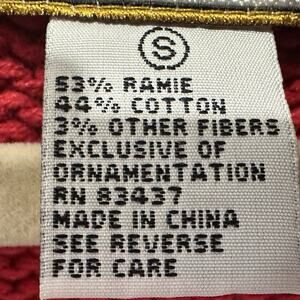 S
53% RAMIE
44% COTTON
3% OTHER FIBERS
EXCLUSIVE OF
ORNAMENTATION
RN 83437
MADE IN CHINA
SEE REVERSE
FOR CARE